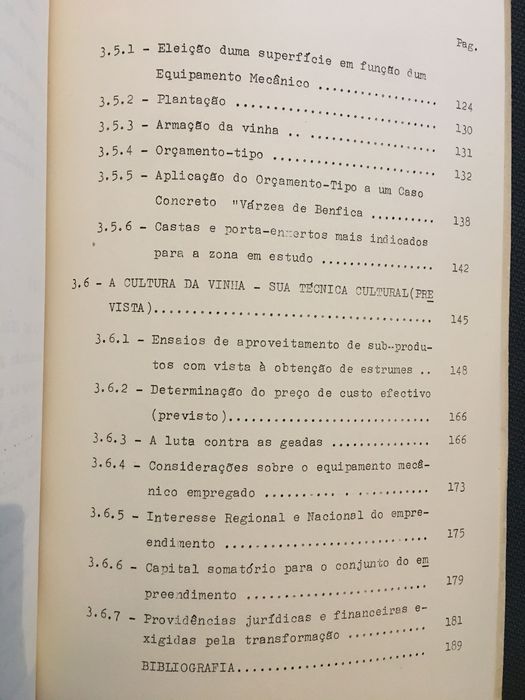 Pag.
3.5.1 - Eleição duma superfície em função dum
Equipamento Mecânico .................. 124
3.5.2 - Plantação ............................. 130
3.5.3 - Armação da vinha .. ................... 131
3.5.4 - Orçamento-tipo ........................ 132
3.5.5 - Aplicação do Orçamento-Tipo a um Caso
Concreto "Várzea de Benfica .......... 138
3.5.6 - Castas e porta-enxertos mais indicados
para a zona em estudo ................. 142
3.6 - A CULTURA DA VINHA - SUA TÉCNICA CULTURAL(PRE
VISTA)....................................... 145
3.6.1 - Ensaios de aproveitamento de sub-produ-
tos com vista à obtenção de estrumes .. 148
3.6.2 - Determinação do preço de custo efectivo
(previsto)............................. 166
3.6.3 - A luta contra as geadas ............... 166
3.6.4 - Considerações sobre o equipamento mecâ-
nico empregado .......... . ........... 173
3.6.5 - Interesse Regional e Nacional do empre-
endimento ............................. 175
3.6.6 - Capital somatório para o conjunto do em
preendimento .......................... 179
3.6.7 - Providências jurídicas e financeiras e-
xigidas pela transformação ............ 181
BIBLIOGRAFIA........................... 189